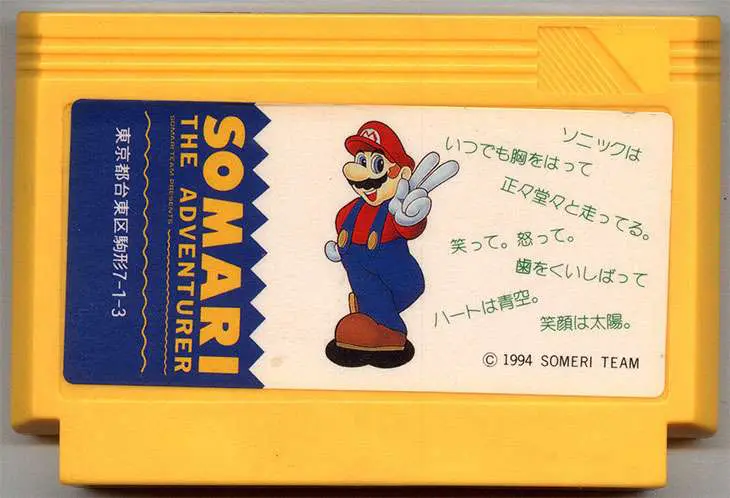 SOMARI
THE ADVENTURER
SOMARI TEAM PRESENTS
東京都台東区駒形7-1-3
ソニックは
いつでも胸をはって
正々堂々と走ってる。
笑って。怒って。
歯をくいしばって
ハートは青空。
笑顔は太陽。
© 1994 SOMERI TEAM
M